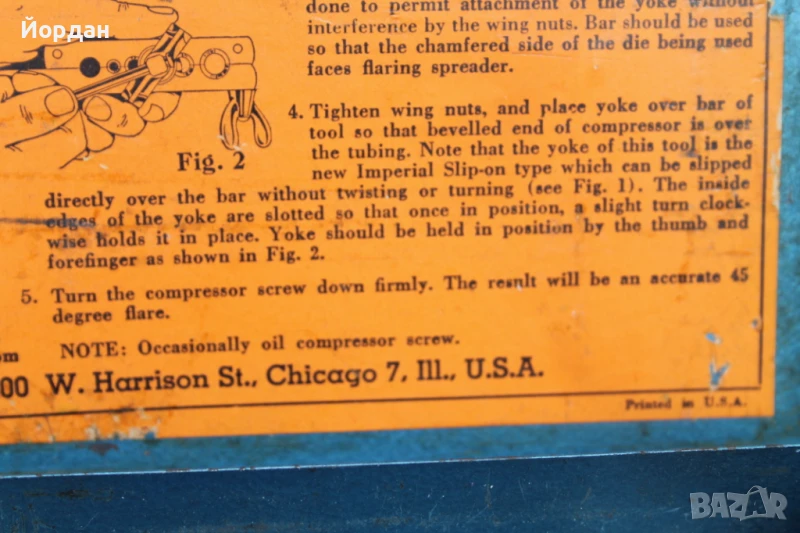 Йордан
done to permit attachment of the yoke without
interference by the wing nuts. Bar should be used
so that the chamfered side of the die being used
faces flaring spreader.
Fig. 2
4. Tighten wing nuts, and place yoke over bar of
tool so that bevelled end of compressor is over
the tubing. Note that the yoke of this tool is the
new Imperial Slip-on type which can be slipped
directly over the bar without twisting or turning (see Fig. 1). The inside
edges of the yoke are slotted so that once in position, a slight turn clock-
wise holds it in place. Yoke should be held in position by the thumb and
forefinger as shown in Fig. 2.
5. Turn the compressor screw down firmly. The result will be an accurate 45
degree flare.
om
NOTE: Occasionally oil compressor screw.
00 W. Harrison St., Chicago 7, Ill., U.S.A.
Printed in U.S.A.
BAZAR